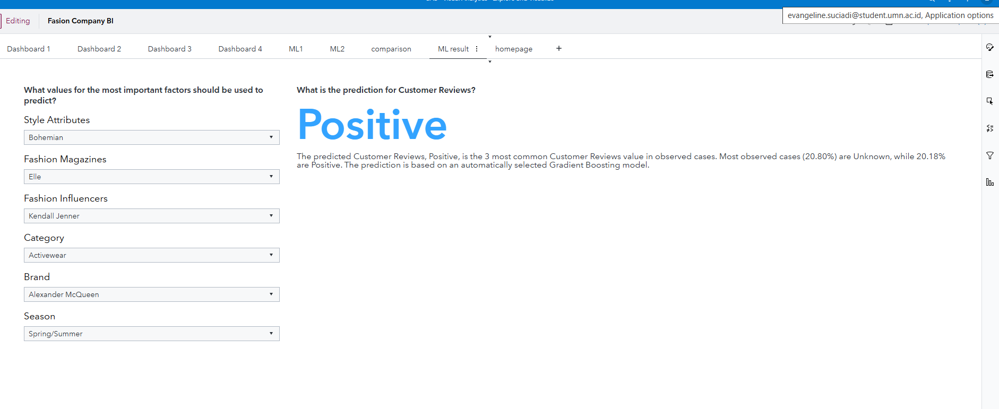 evangeline.suciadi@student.umn.ac.id, Application options
Editing
Fasion Company BI
Dashboard 1
Dashboard 2
Dashboard 3
Dashboard 4
ML1
ML2
comparison
ML result
homepage
+
What values for the most important factors should be used to
predict?
Style Attributes
Bohemian
Fashion Magazines
Elle
Fashion Influencers
Kendall Jenner
Category
Activewear
Brand
Alexander McQueen
Season
Spring/Summer
What is the prediction for Customer Reviews?
Positive
The predicted Customer Reviews, Positive, is the 3 most common Customer Reviews value in observed cases. Most observed cases (20.80%) are Unknown, while 20.18%
are Positive. The prediction is based on an automatically selected Gradient Boosting model.